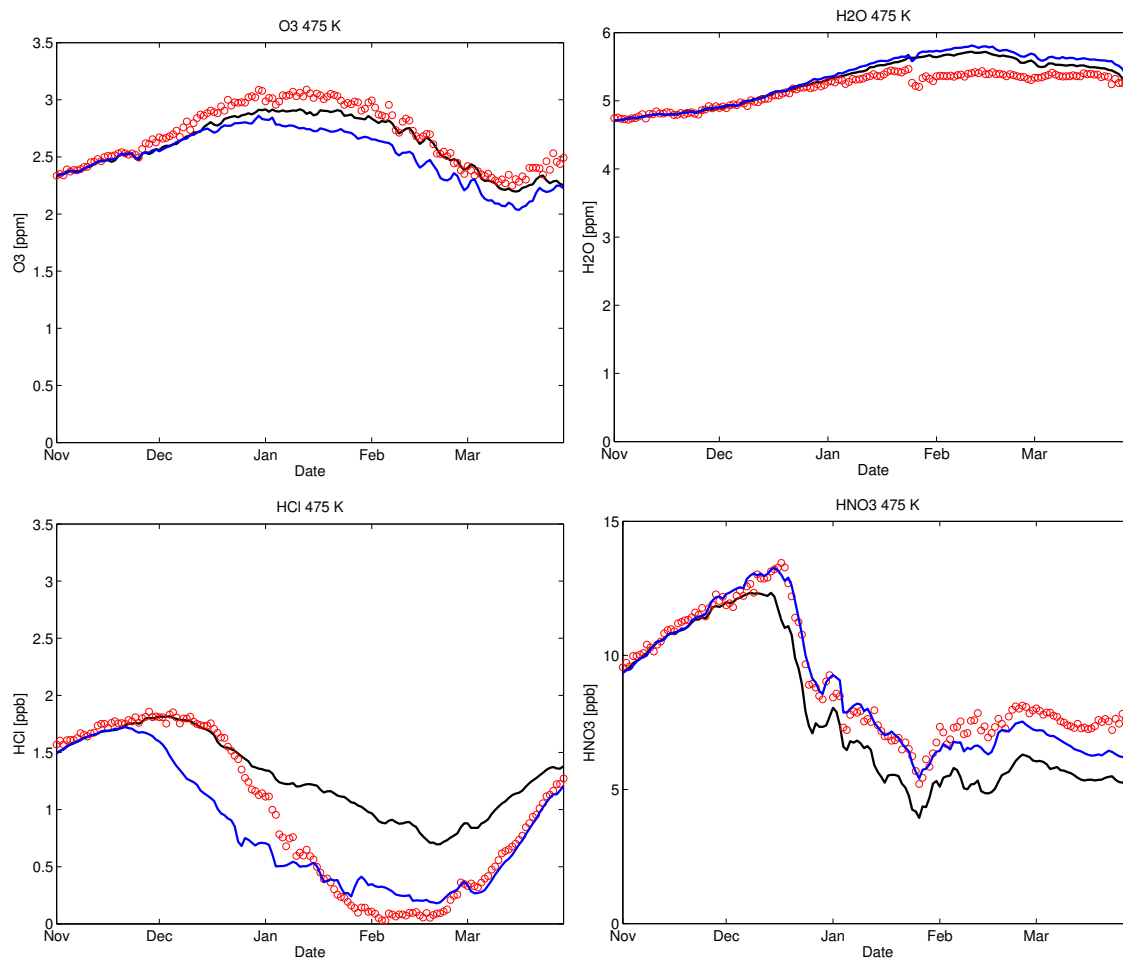 O3 475 K
3.5
3
2.5
2
1.5
1
0.5
0
O3 [ppm]
Nov Dec Jan Feb Mar
Date
H2O 475 K
6
5
4
3
2
1
0
H2O [ppm]
Nov Dec Jan Feb Mar
Date
HCl 475 K
3.5
3
2.5
2
1.5
1
0.5
0
HCl [ppb]
Nov Dec Jan Feb Mar
Date
HNO3 475 K
15
10
5
0
HNO3 [ppb]
Nov Dec Jan Feb Mar
Date